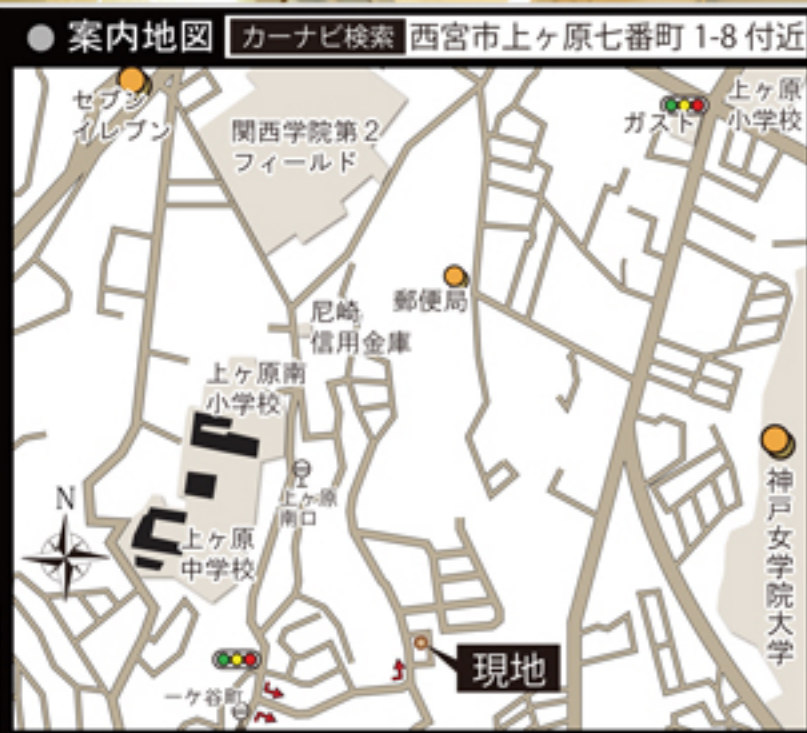 ● 案内地図 カーナビ検索 西宮市上ヶ原七番町 1-8 付近
セブン
イレブン
関西学院第2
フィールド
ガスト
上ヶ原
小学校
郵便局
尼崎
信用金庫
上ヶ原南
小学校
上ヶ原
南口
神戸女学院大学
N
上ヶ原
中学校
現地
一ケ谷町